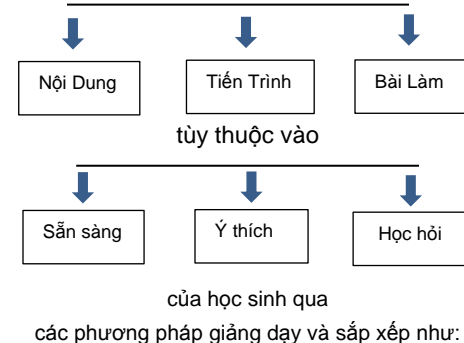 Nội Dung Tiến Trình Bài Làm
tùy thuộc vào
Sẵn sàng Ý thích Học hỏi
của học sinh qua
các phương pháp giảng dạy và sắp xếp như: